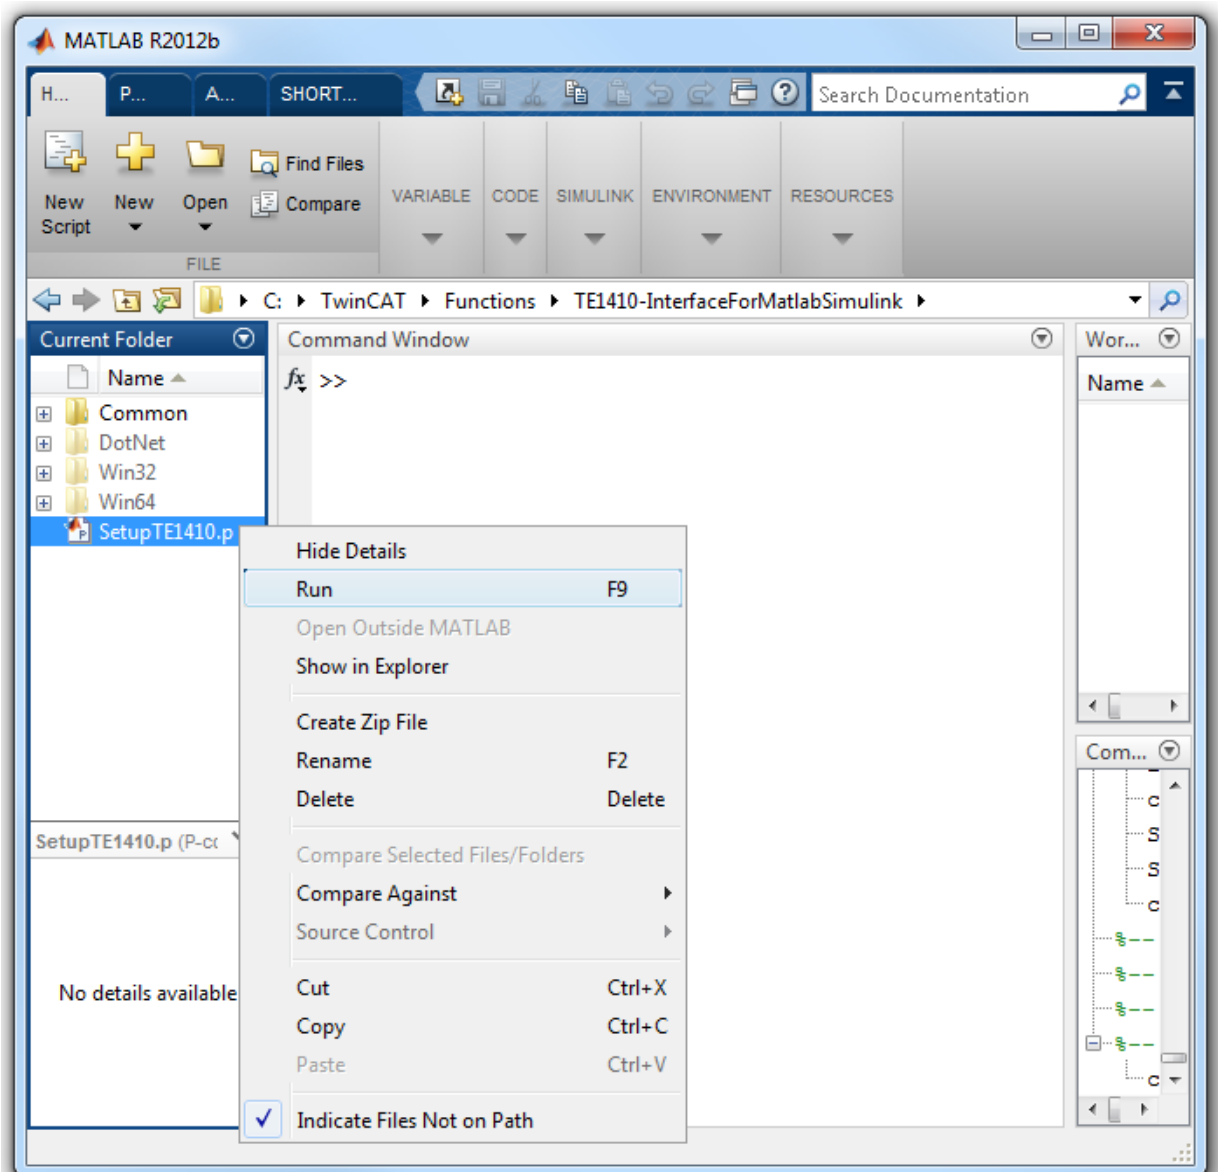 MATLAB R2012b
H... P... A... SHORT... Search Documentation
New Script New Open Find Files Compare
FILE
VARIABLE CODE SIMULINK ENVIRONMENT RESOURCES
C: TwinCAT Functions TE1410-InterfaceForMatlabSimulink
Current Folder
Name
Common
DotNet
Win32
Win64
SetupTE1410.p
Command Window
fx >>
Wor...
Name
Hide Details
Run F9
Open Outside MATLAB
Show in Explorer
Create Zip File
Rename F2
Delete Delete
Compare Selected Files/Folders
Compare Against
Source Control
Cut Ctrl+X
Copy Ctrl+C
Paste Ctrl+V
Indicate Files Not on Path
SetupTE1410.p (P-cc
No details available
Com...
c
S
S
c
%--
%--
%--
%--
c